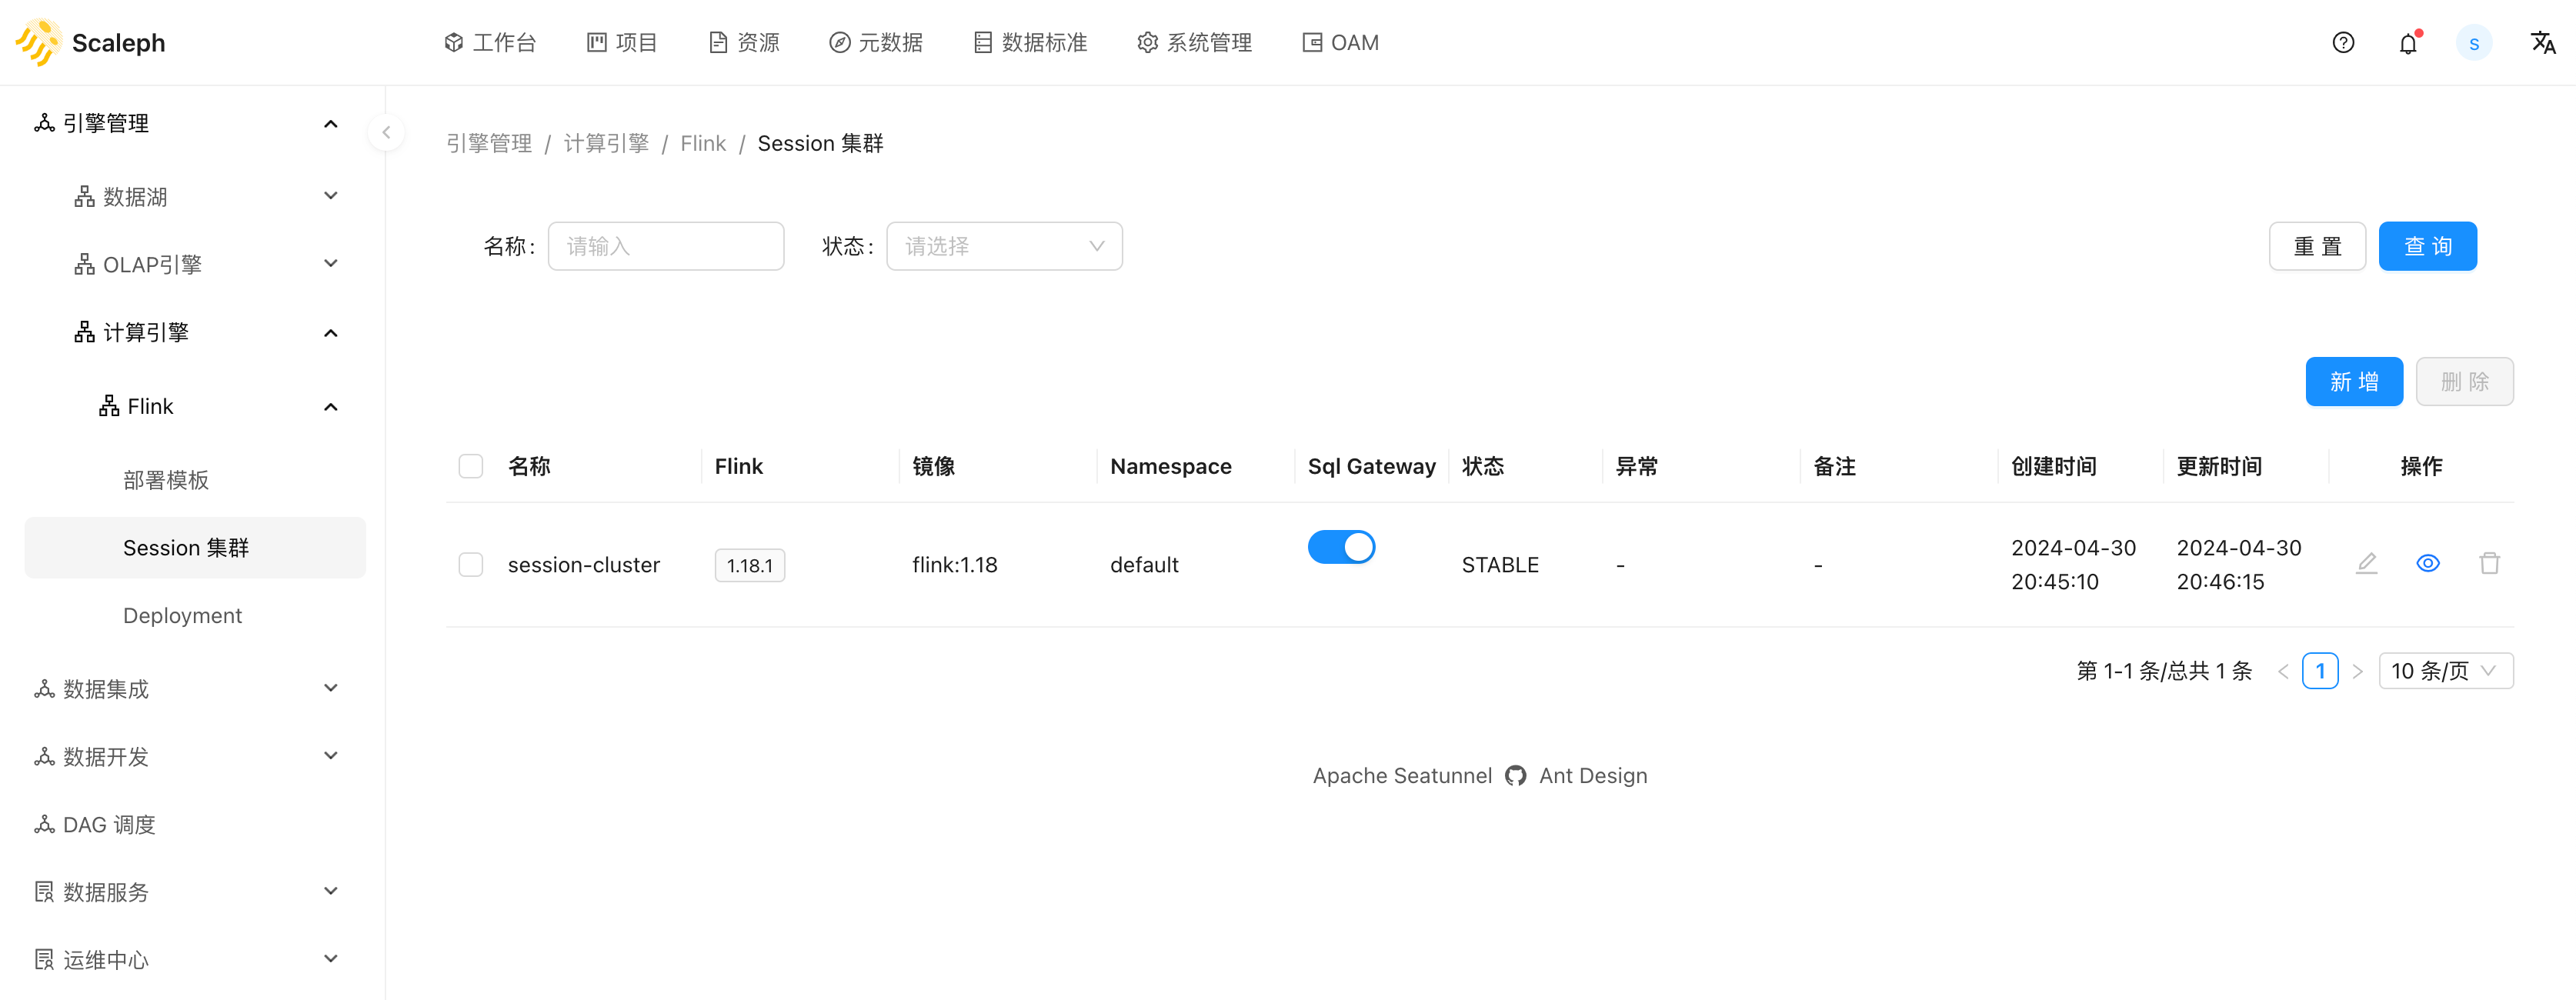 Scaleph
工作台
项目
资源
元数据
数据标准
系统管理
OAM
s
引擎管理
数据湖
OLAP引擎
计算引擎
Flink
部署模板
Session 集群
Deployment
数据集成
数据开发
DAG 调度
数据服务
运维中心
引擎管理 / 计算引擎 / Flink / Session 集群
名称: 请输入 状态: 请选择 重 置 查 询
新 增 删 除
名称 Flink 镜像 Namespace Sql Gateway 状态 异常 备注 创建时间 更新时间 操作
session-cluster 1.18.1 flink:1.18 default STABLE - - 2024-04-30 20:45:10 2024-04-30 20:46:15
第 1-1 条/总共 1 条 < 1 > 10 条/页
Apache Seatunnel Ant Design